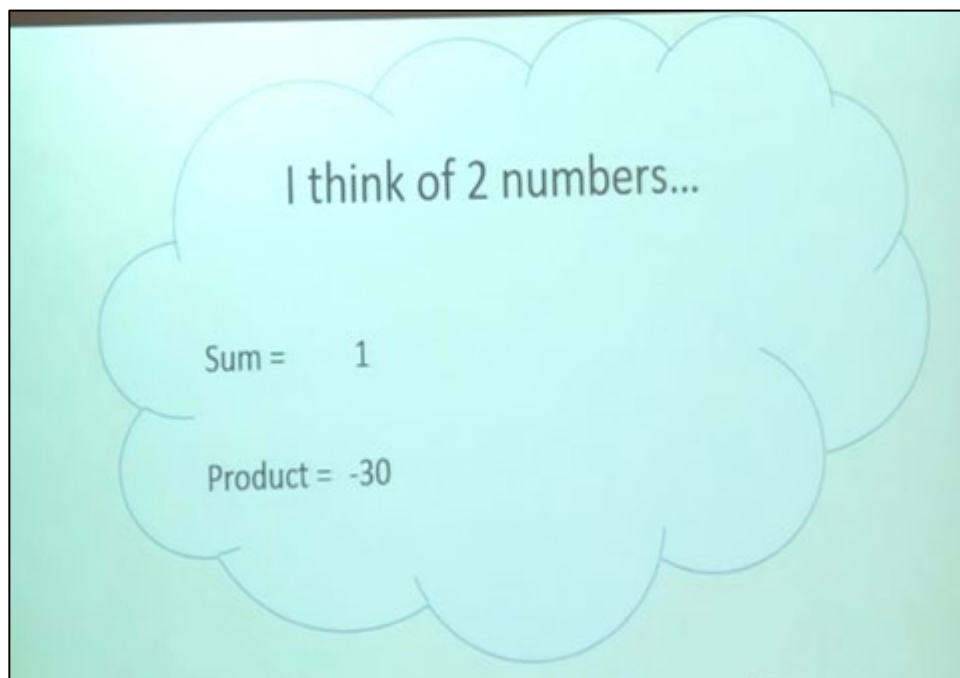 I think of 2 numbers...
Sum = 1
Product = -30